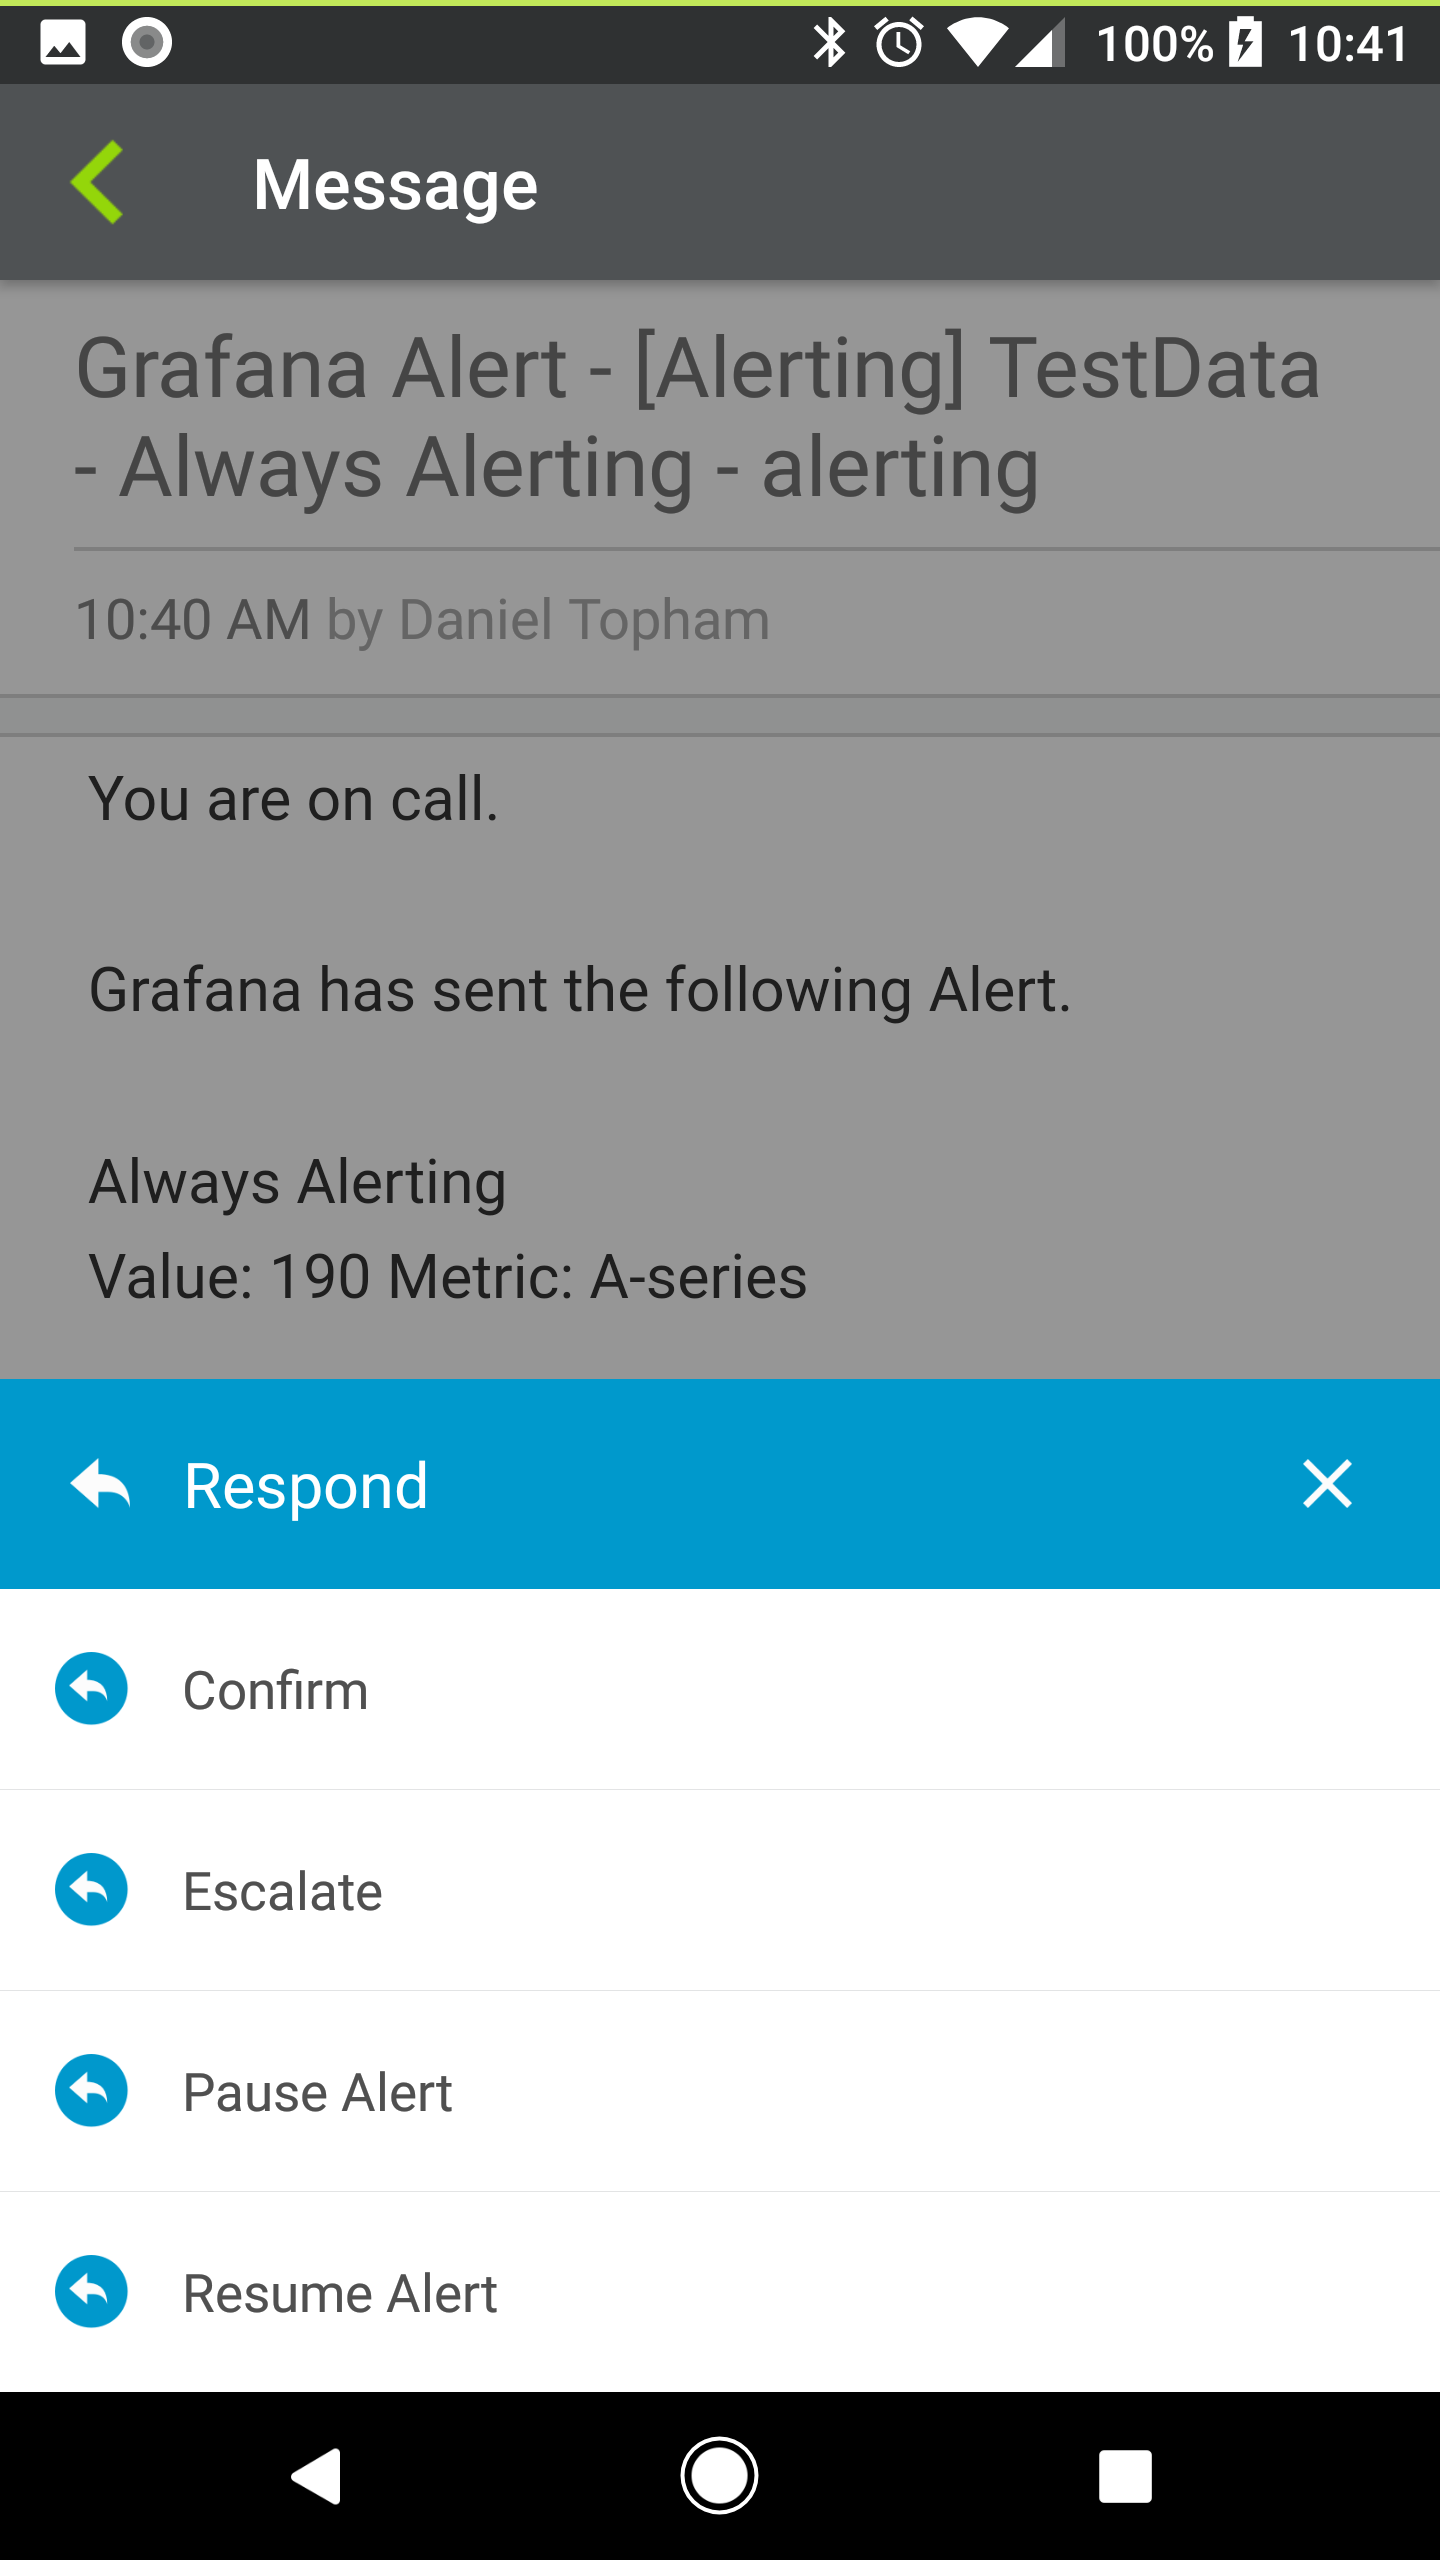 100% 10:41
Message
Grafana Alert - [Alerting] TestData
- Always Alerting - alerting
10:40 AM by Daniel Topham
You are on call.
Grafana has sent the following Alert.
Always Alerting
Value: 190 Metric: A-series
Respond
Confirm
Escalate
Pause Alert
Resume Alert